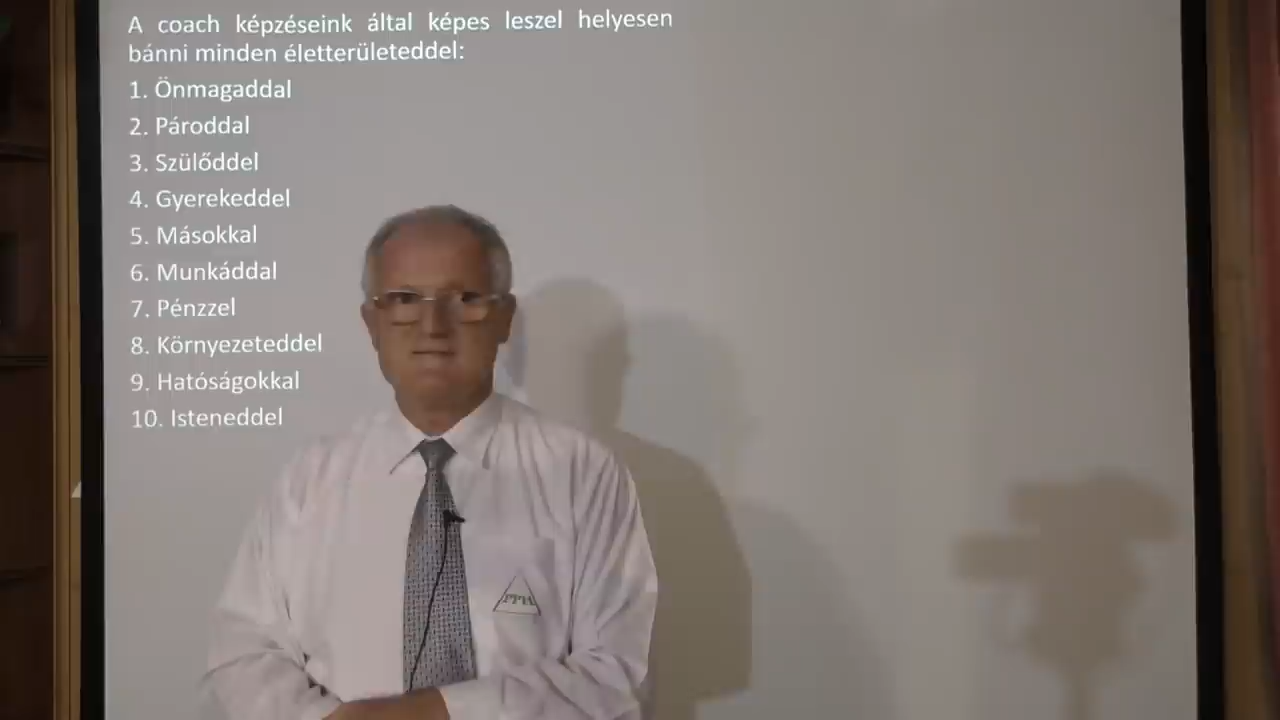 A coach képzéseink által képes leszel helyesen
bánni minden életterületeddel:
1. Önmagaddal
2. Pároddal
3. Szülőddel
4. Gyerekeddel
5. Másokkal
6. Munkáddal
7. Pénzzel
8. Környezeteddel
9. Hatóságokkal
10. Isteneddel